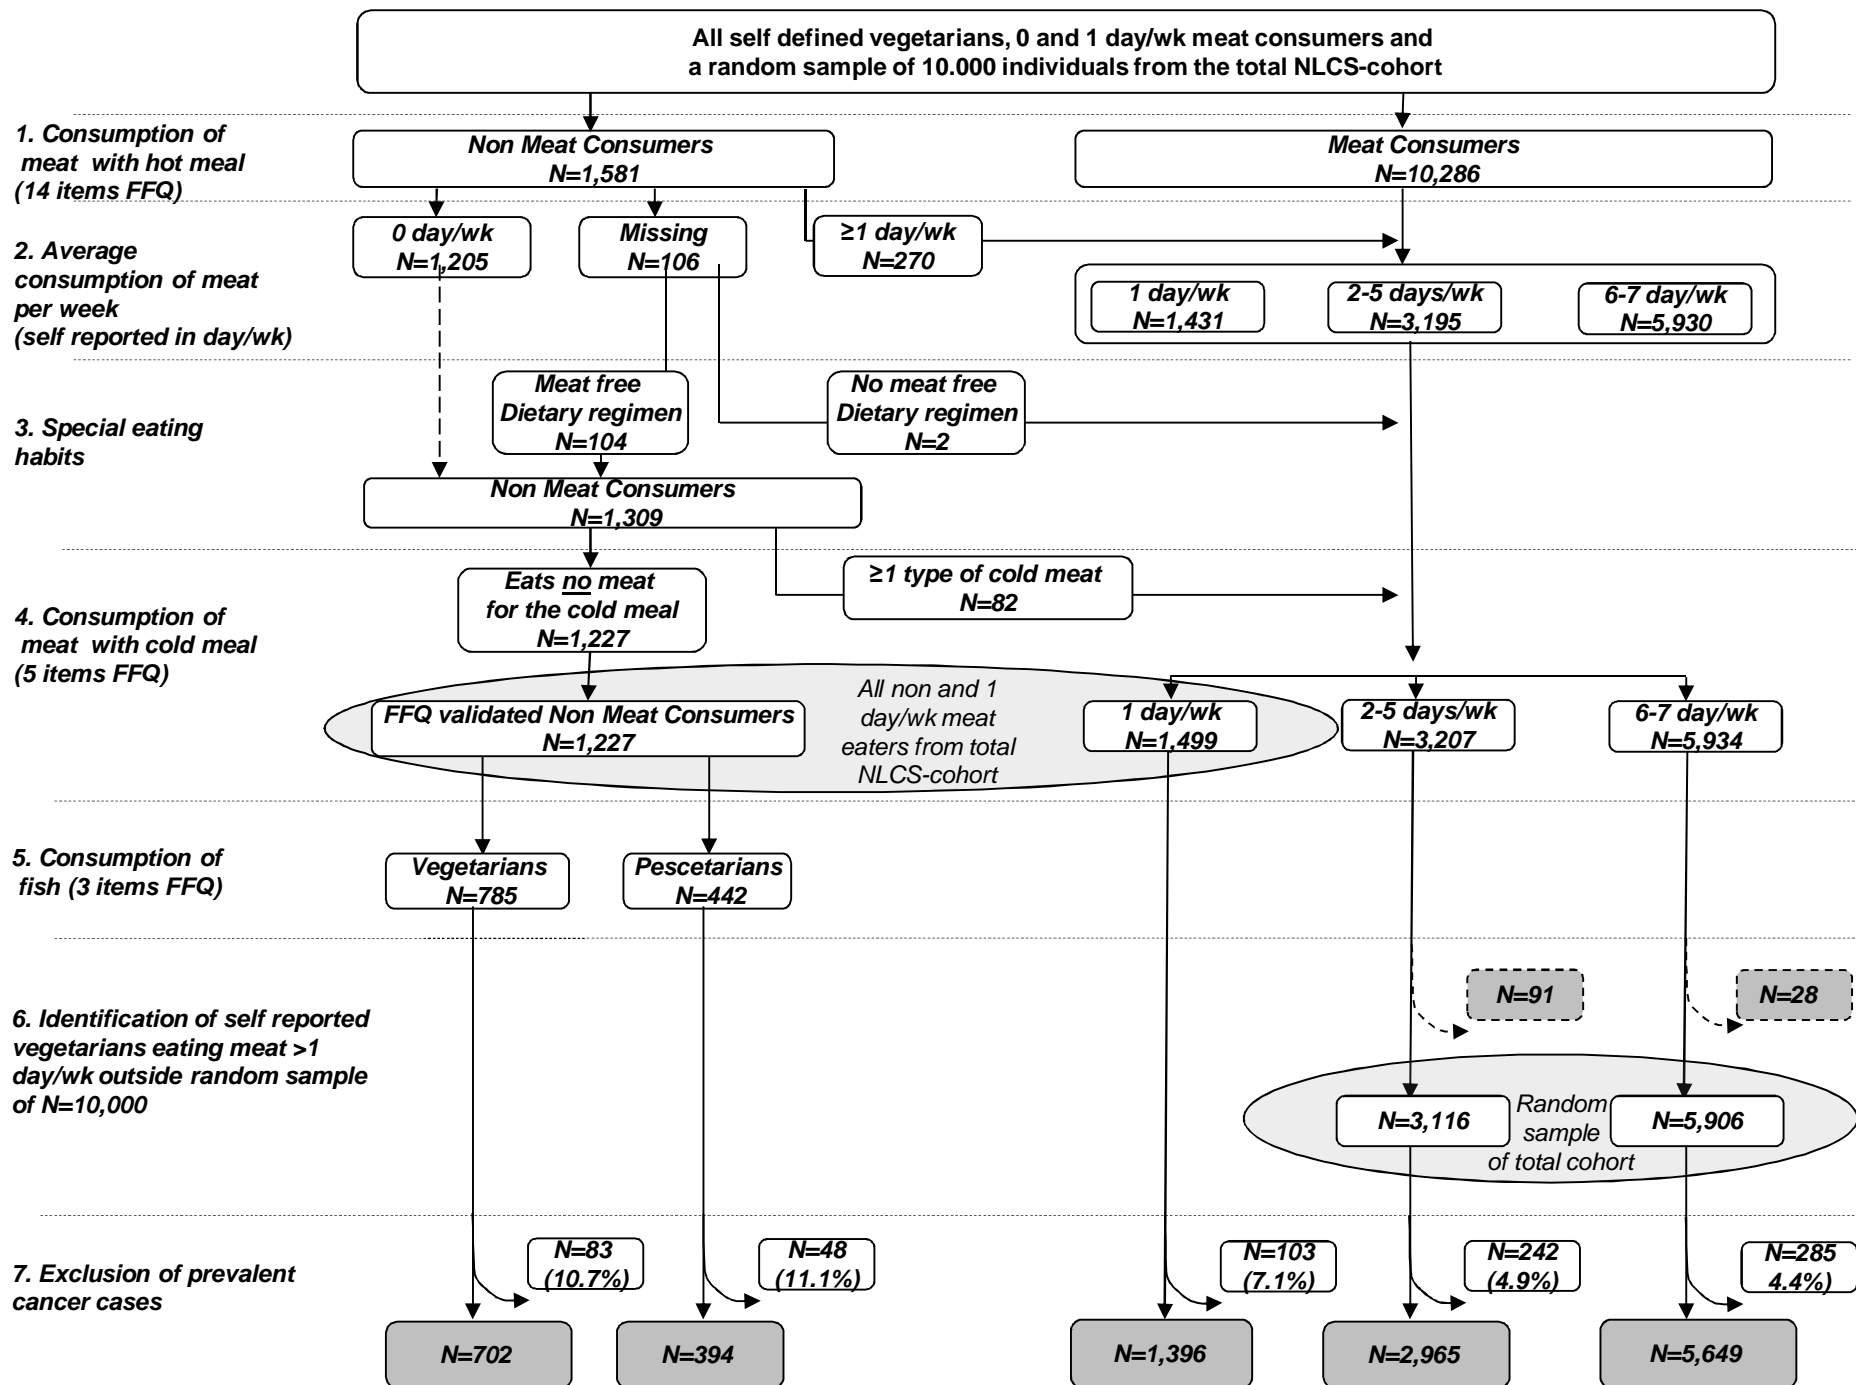 All self defined vegetarians, 0 and 1 day/wk meat consumers and
a random sample of 10.000 individuals from the total NLCS-cohort
1. Consumption of
meat with hot meal
(14 items FFQ)
Non Meat Consumers
N=1,581
Meat Consumers
N=10,286
2. Average
consumption of meat
per week
(self reported in day/wk)
0 day/wk
N=1,205
Missing
N=106
≥1 day/wk
N=270
1 day/wk
N=1,431
2-5 days/wk
N=3,195
6-7 day/wk
N=5,930
3. Special eating
habits
Meat free
Dietary regimen
N=104
No meat free
Dietary regimen
N=2
Non Meat Consumers
N=1,309
4. Consumption of
meat with cold meal
(5 items FFQ)
Eats no meat
for the cold meal
N=1,227
≥1 type of cold meat
N=82
FFQ validated Non Meat Consumers
N=1,227
All non and 1
day/wk meat
eaters from total
NLCS-cohort
1 day/wk
N=1,499
2-5 days/wk
N=3,207
6-7 day/wk
N=5,934
5. Consumption of
fish (3 items FFQ)
Vegetarians
N=785
Pescetarians
N=442
6. Identification of self reported
vegetarians eating meat >1
day/wk outside random sample
of N=10,000
N=91
N=28
N=3,116
Random
sample
of total cohort
N=5,906
7. Exclusion of prevalent
cancer cases
N=83
(10.7%)
N=48
(11.1%)
N=103
(7.1%)
N=242
(4.9%)
N=285
4.4%)
N=702
N=394
N=1,396
N=2,965
N=5,649